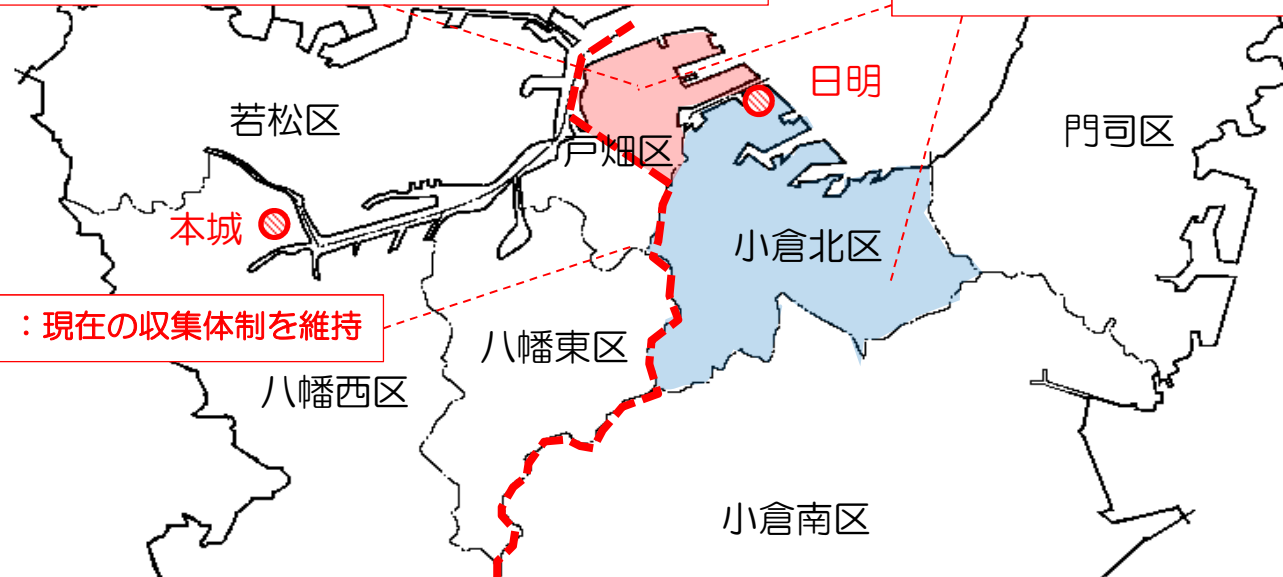 日明
若松区
門司区
戸畑区
本城
小倉北区
：現在の収集体制を維持
八幡東区
八幡西区
小倉南区